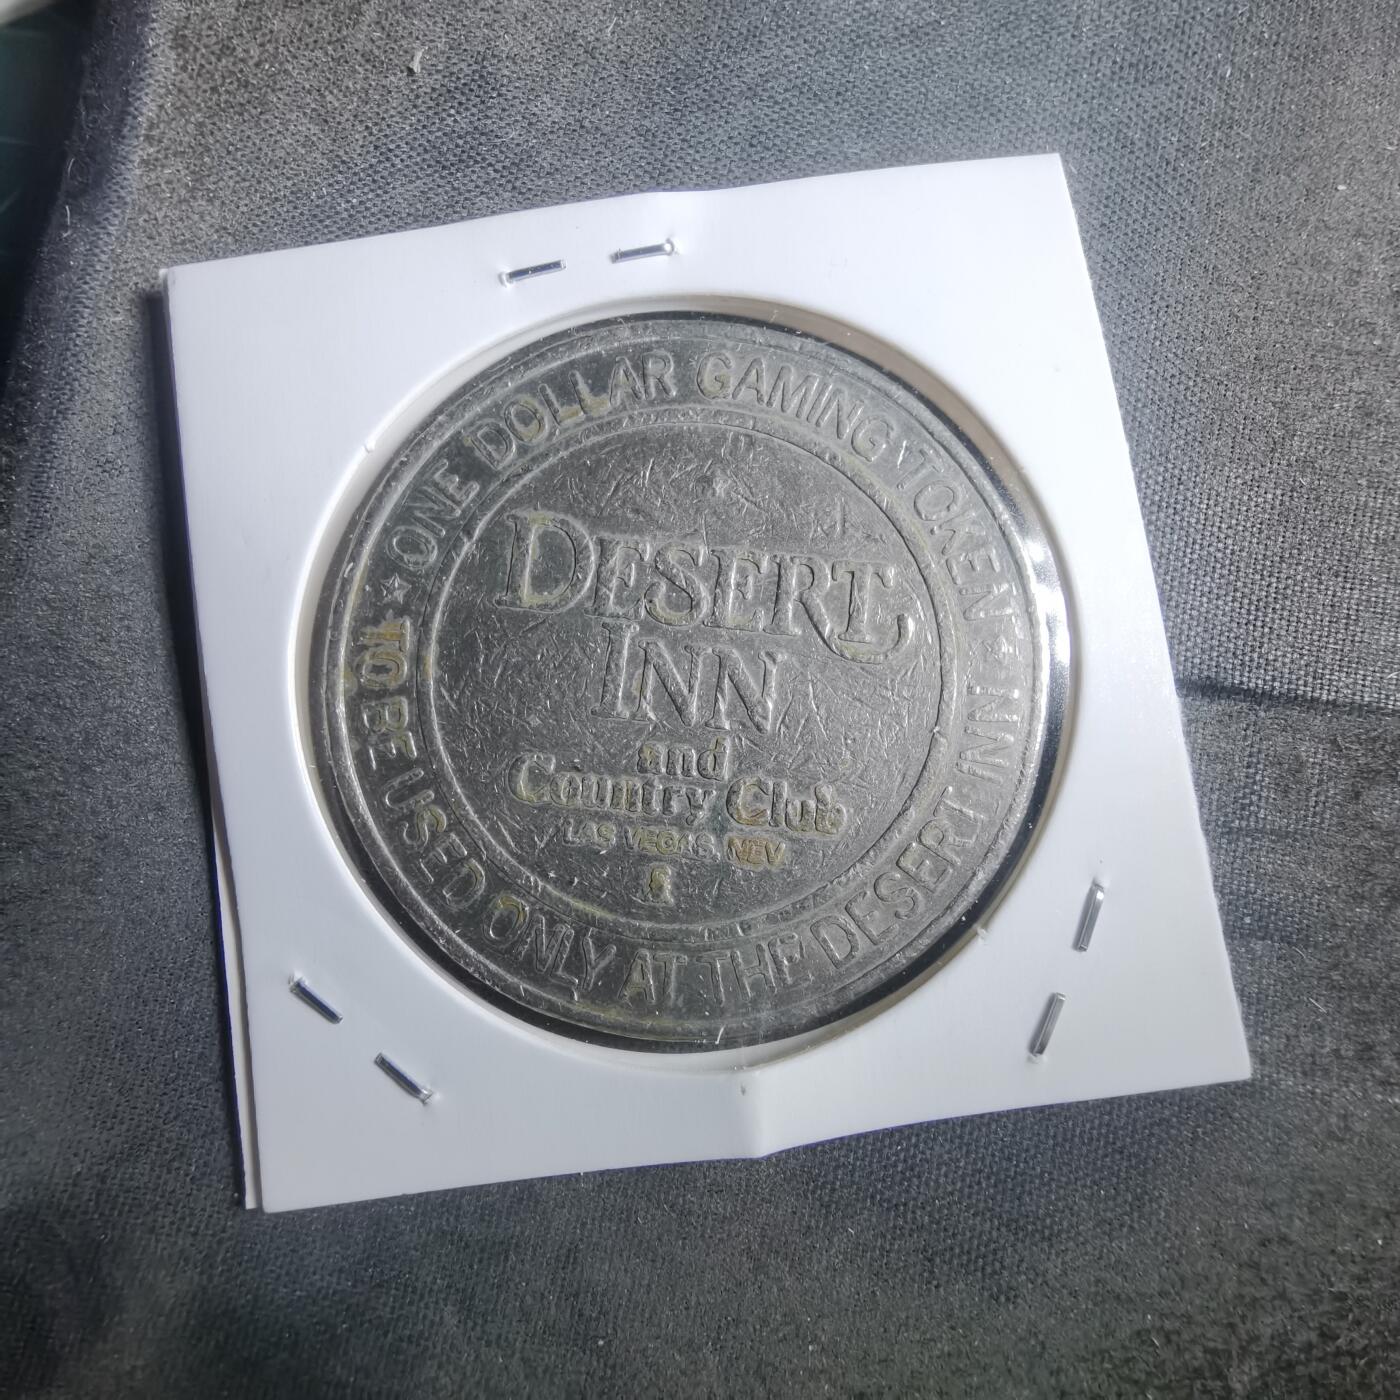 ONE DOLLAR GAMING TOKEN
DESERT
INN
and
Country Club
LAS VEGAS, NEV
TO BE USED ONLY AT THE DESERT INN